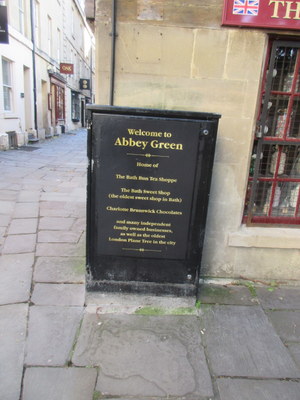 TH
Welcome to
Abbey Green
Home of
The Bath Bun Tea Shoppe
The Bath Sweet Shop
(the oldest sweet shop in Bath)
Charlotte Brunswick Chocolates
and many independent
family owned businesses,
as well as the oldest
London Plane Tree in the city